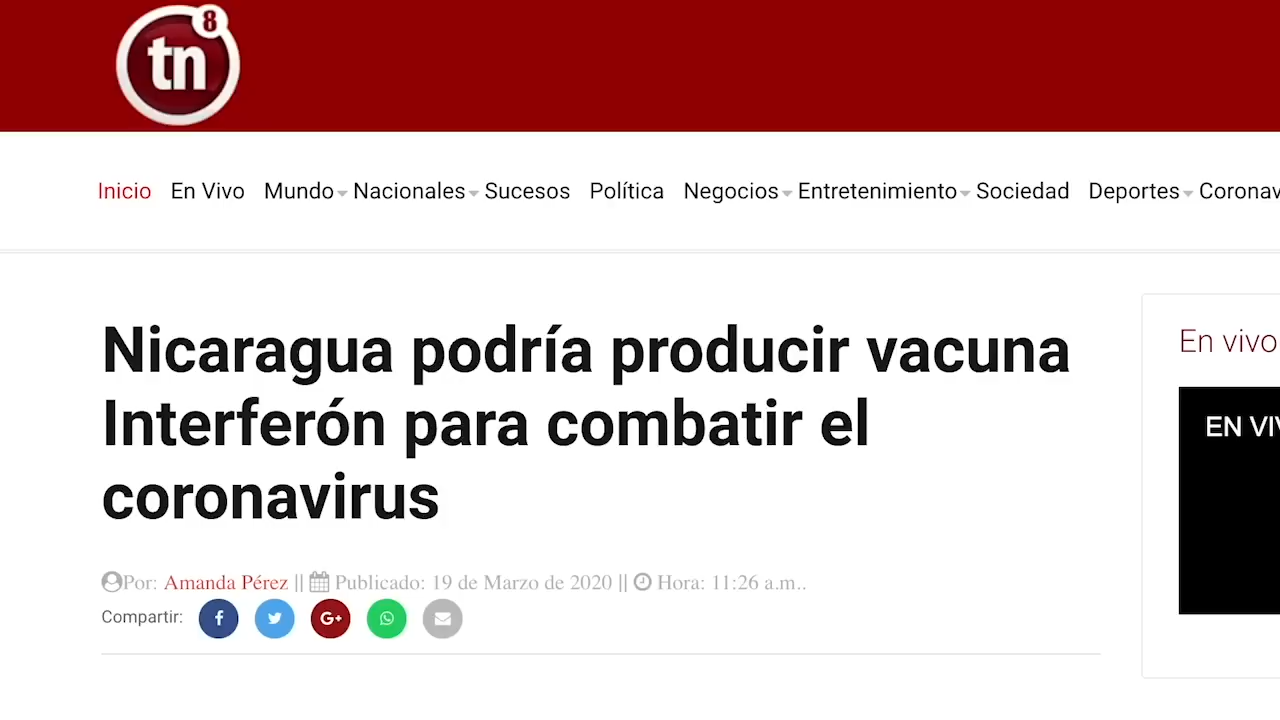 tn8
Inicio En Vivo Mundo Nacionales Sucesos Política Negocios Entretenimiento Sociedad Deportes
Nicaragua podría producir vacuna
Interferón para combatir el
coronavirus
En vivo
EN
Por: Amanda Pérez || Publicado: 19 de Marzo de 2020 || Hora: 11:26 a.m..
Compartir: